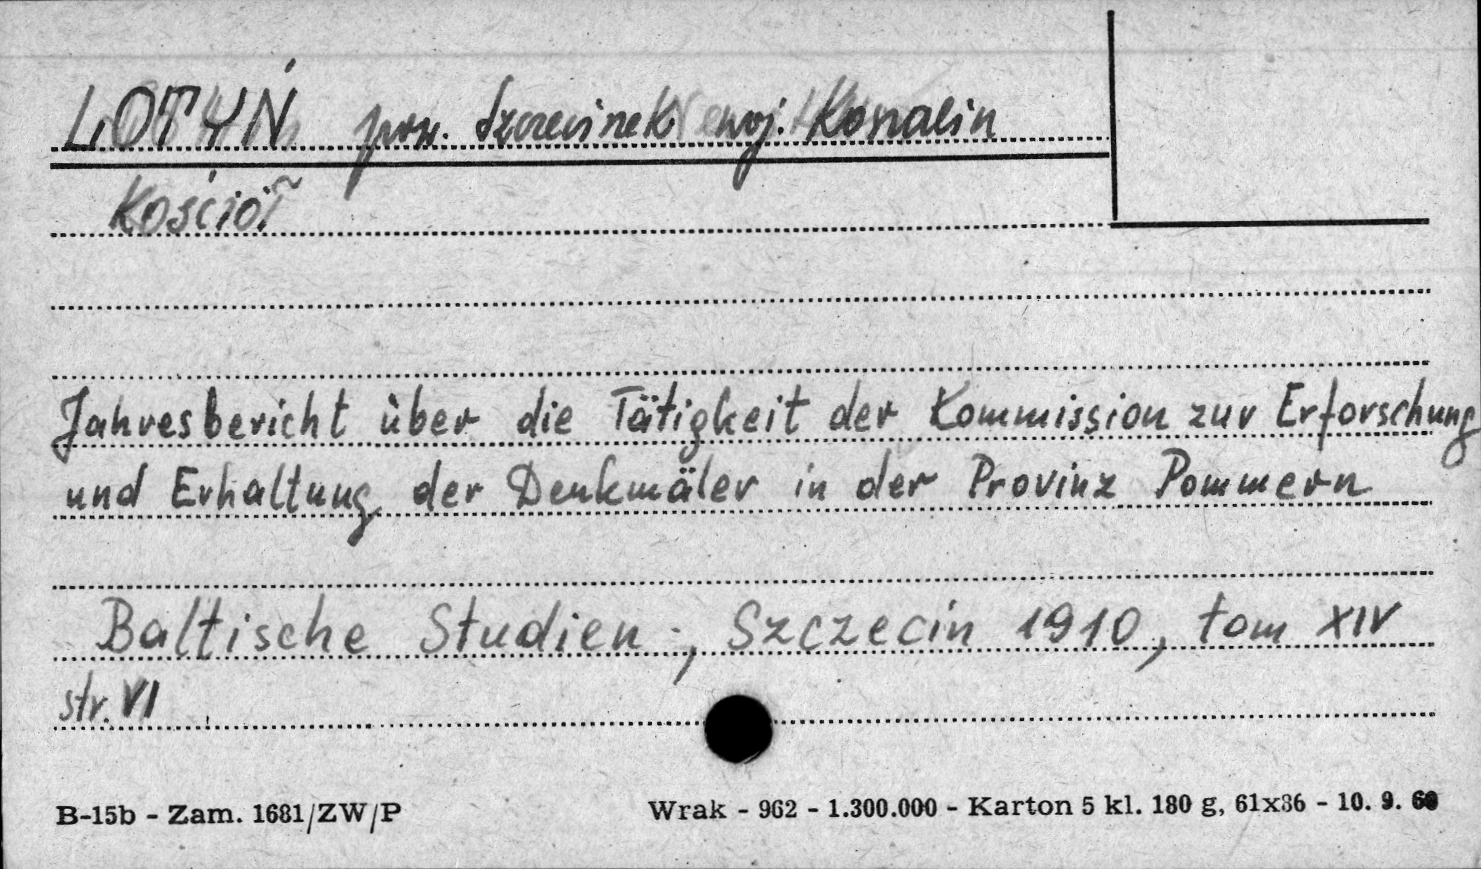 LOTYŃ pow. Szczecinek woj. Koszalin
Kościół
Jahresbericht über die Tätigkeit der Kommission zur Erforschung
und Erhaltung der Denkmäler in der Provinz Pommern
Baltische Studien, Szczecin 1910, tom XIV
str. VI
B-15b - Zam. 1681/ZW/P
Wrak - 962 - 1.300.000 - Karton 5 kl. 180 g, 61x86 - 10. 9. 60